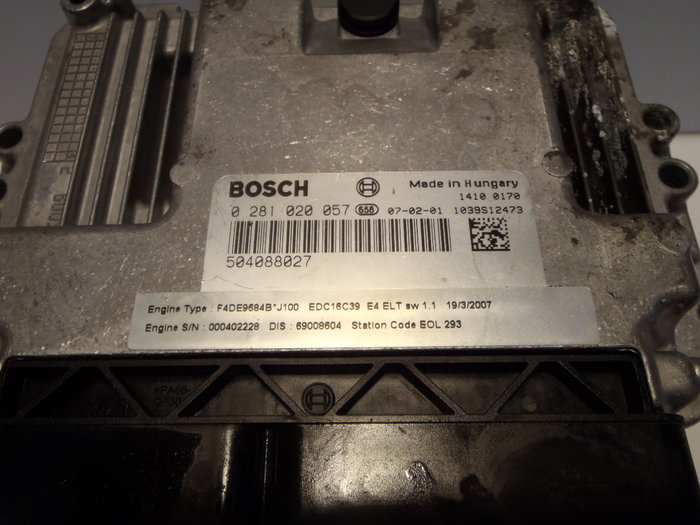 BOSCH
Made in Hungary
1410 0170
0 281 020 057 656 07-02-01 1039S12473
504088027
Engine Type : F4DE9684B*J100 EDC16C39 E4 ELT sw 1.1 19/3/2007
Engine S/N : 000402228 DIS : 69008604 Station Code EOL 293